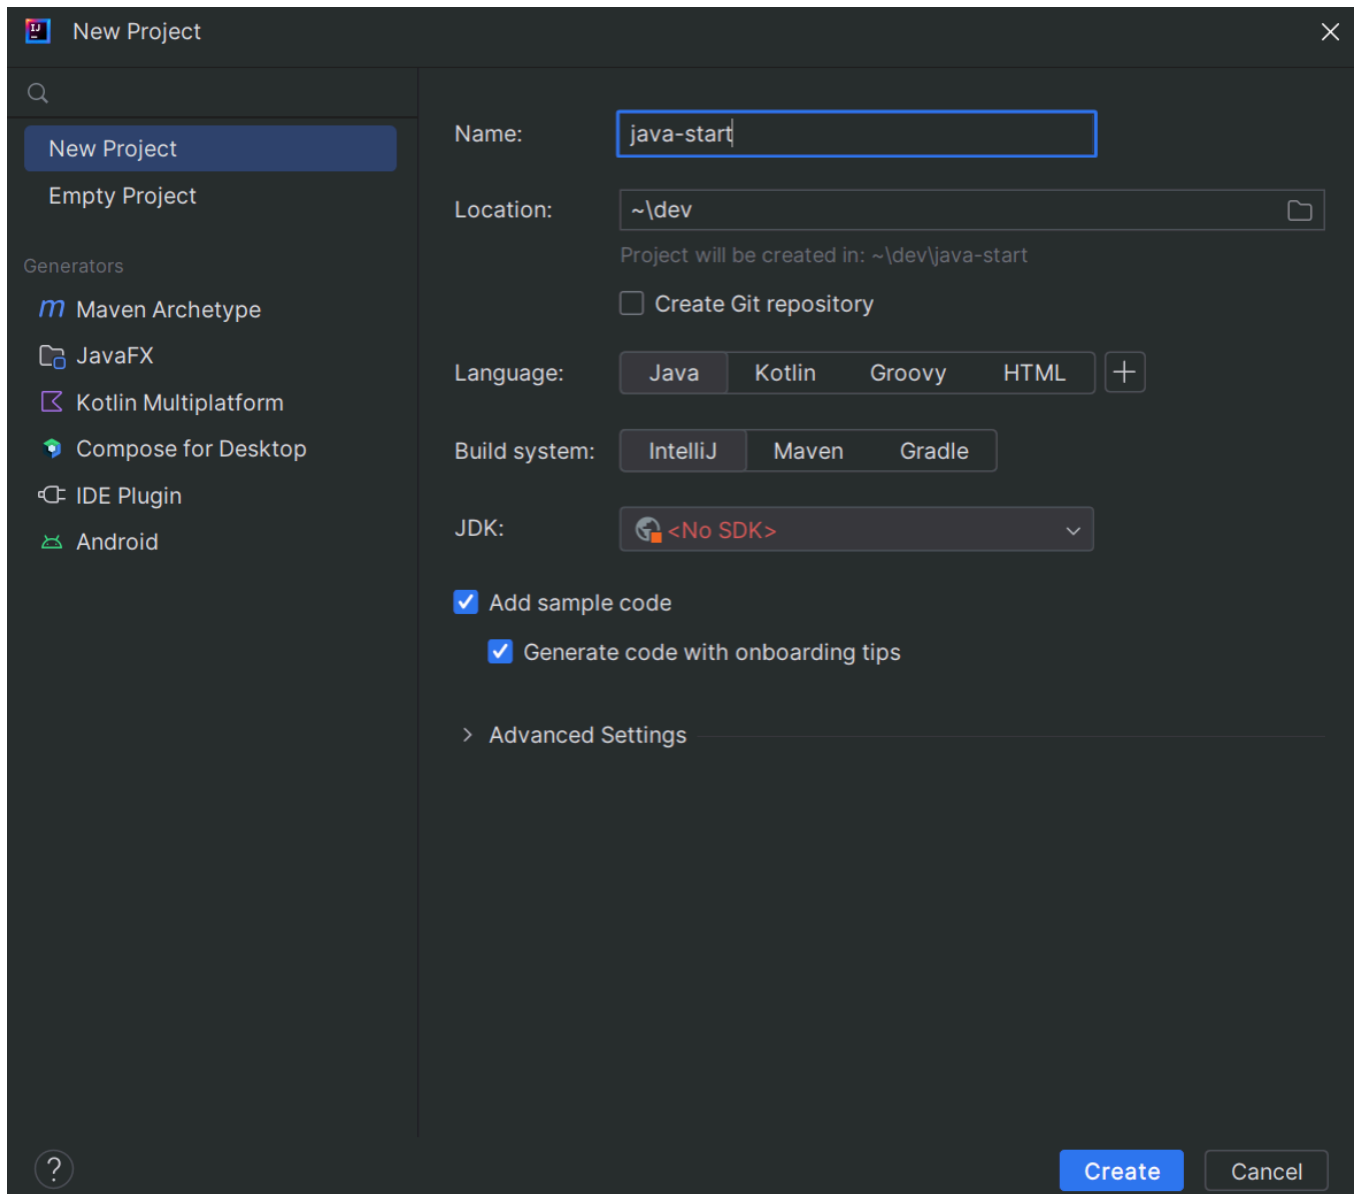 New Project
New Project
Empty Project
Generators
Maven Archetype
JavaFX
Kotlin Multiplatform
Compose for Desktop
IDE Plugin
Android
Name: java-start
Location: ~\dev
Project will be created in: ~\dev\java-start
Create Git repository
Language: Java Kotlin Groovy HTML
Build system: IntelliJ Maven Gradle
JDK: <No SDK>
Add sample code
Generate code with onboarding tips
Advanced Settings
? Create Cancel